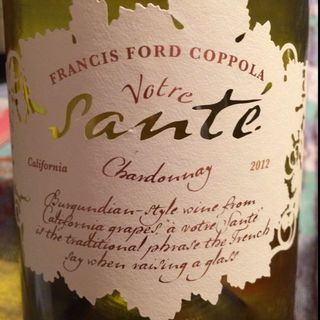 FRANCIS FORD COPPOLA
Votre
Santé
California
Chardonnay
2012
Burgundian-style wine from
California grapes, à votre Santé
is the traditional phrase the French
say when raising a glass